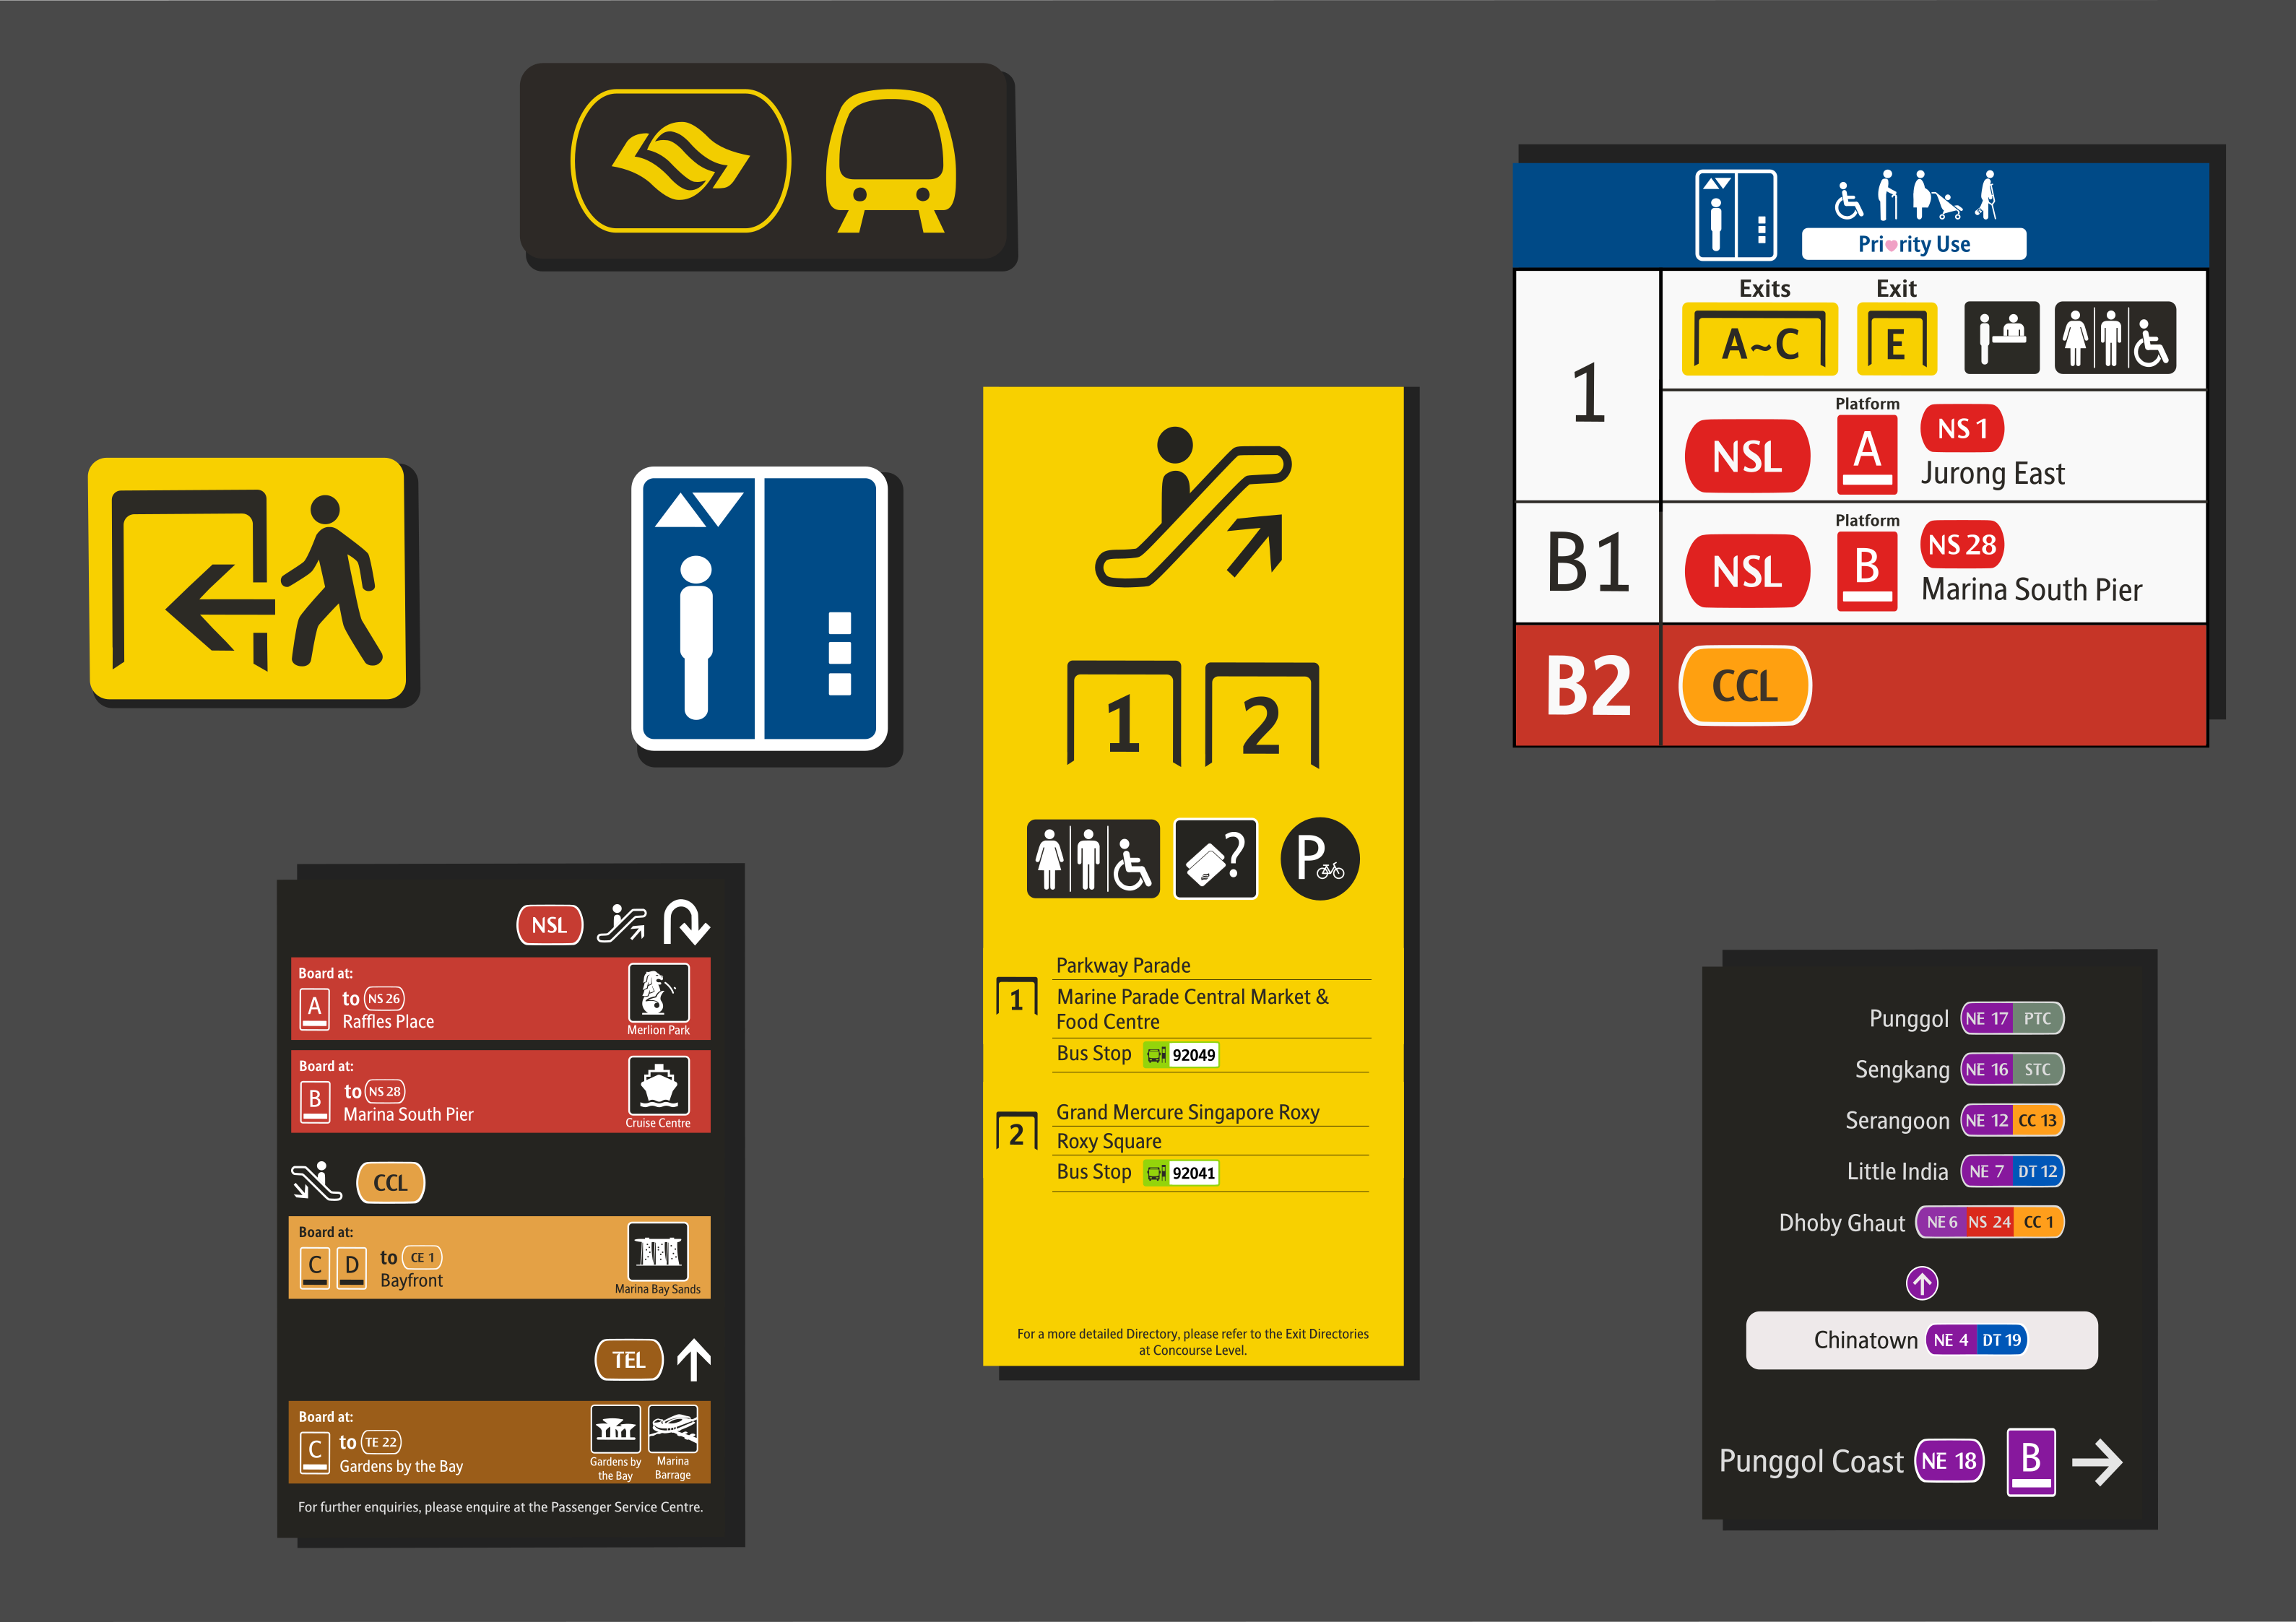 Pri♥rity Use
1
Exits
Exit
A~C
E
NSL
Platform
A
NS 1
Jurong East
B1
NSL
Platform
B
NS 28
Marina South Pier
B2
CCL
1
2
?
P
1
Parkway Parade
Marine Parade Central Market &
Food Centre
Bus Stop 92049
2
Grand Mercure Singapore Roxy
Roxy Square
Bus Stop 92041
For a more detailed Directory, please refer to the Exit Directories
at Concourse Level.
NSL
Board at:
A to NS 26
Raffles Place
Merlion Park
Board at:
B to NS 28
Marina South Pier
Cruise Centre
CCL
Board at:
C D to CE 1
Bayfront
Marina Bay Sands
TEL
Board at:
C to TE 22
Gardens by the Bay
Gardens by
the Bay
Marina
Barrage
For further enquiries, please enquire at the Passenger Service Centre.
Punggol NE 17 PTC
Sengkang NE 16 STC
Serangoon NE 12 CC 13
Little India NE 7 DT 12
Dhoby Ghaut NE 6 NS 24 CC 1
Chinatown NE 4 DT 19
Punggol Coast NE 18 B